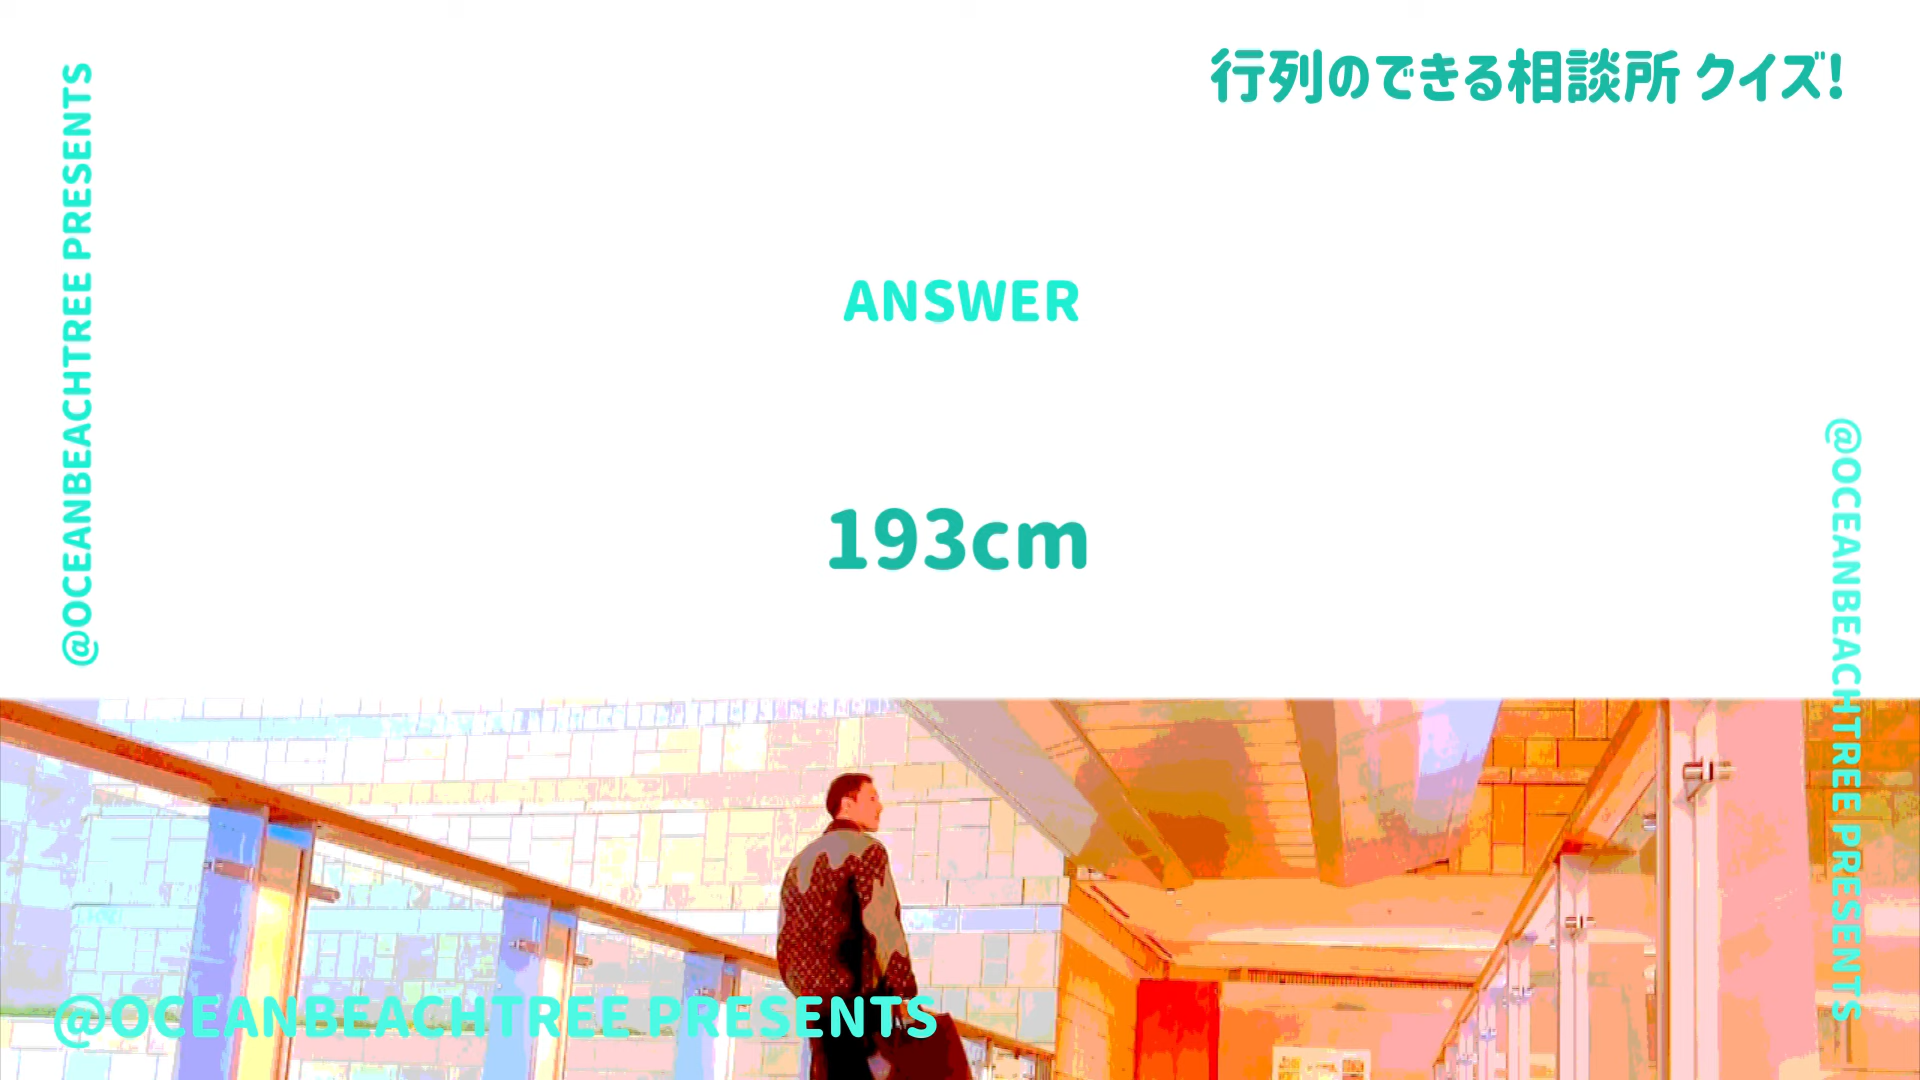 行列のできる相談所 クイズ!
@OCEANBEACHTREE PRESENTS
ANSWER
193cm
@OCEANBEACHTREE PRESENTS
@OCEANBEACHTREE PRESENTS